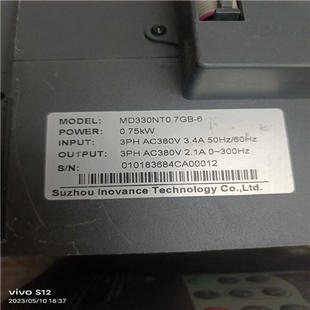 MODEL: MD330NT0.7GB-6
POWER: 0.75kW
INPUT: 3PH AC380V 3.4A 50Hz/60Hz
OUTPUT: 3PH AC380V 2.1A 0~300Hz
S/N: 010183684CA00012
Suzhou Inovance Technology Co.,Ltd.
vivo S12
2023/05/10 18:37